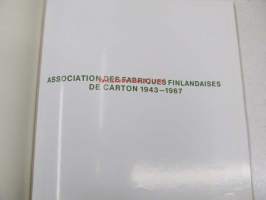 ASSOCIATION DES FABRIQUES FINLANDAISES
DE CARTON 1943–1967